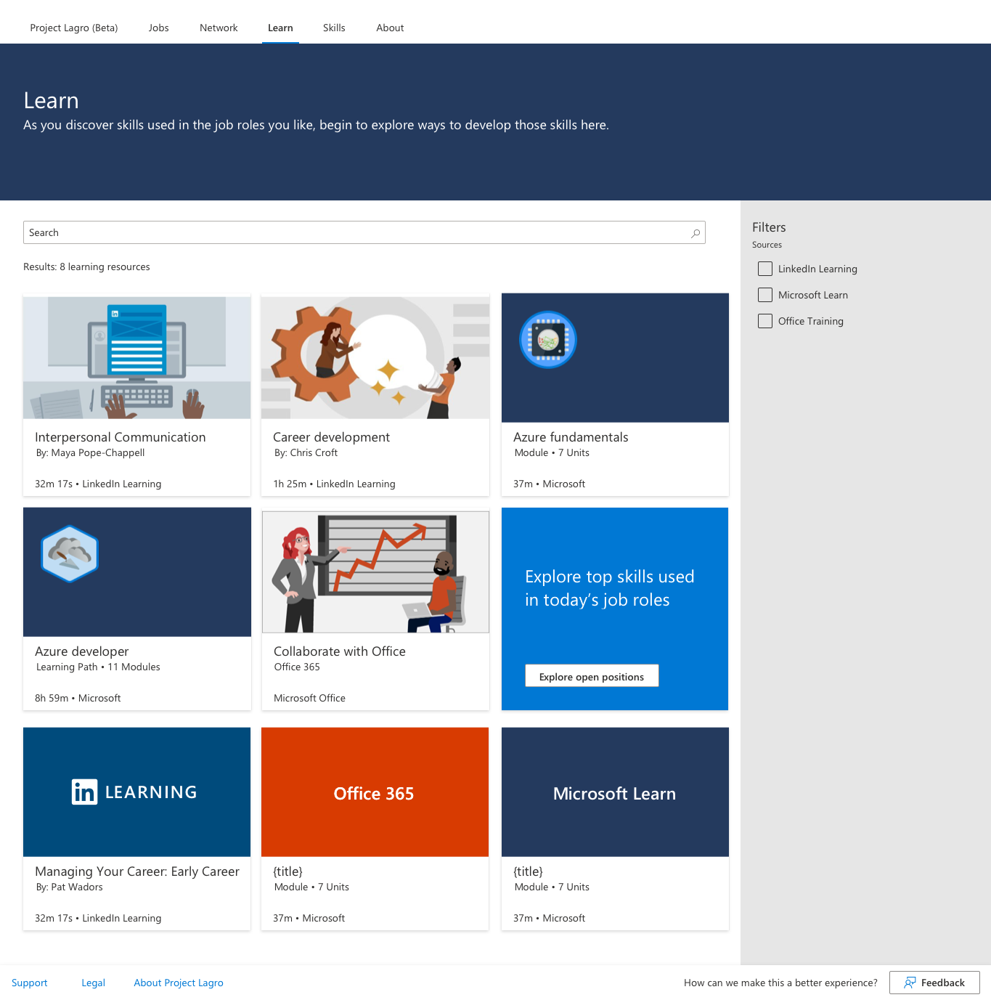 Project Lagro (Beta) Jobs Network Learn Skills About
Learn
As you discover skills used in the job roles you like, begin to explore ways to develop those skills here.
Search
Results: 8 learning resources
Filters
Sources
LinkedIn Learning
Microsoft Learn
Office Training
in
Interpersonal Communication
By: Maya Pope-Chappell
32m 17s • LinkedIn Learning
Career development
By: Chris Croft
1h 25m • LinkedIn Learning
Azure fundamentals
Module • 7 Units
37m • Microsoft
Azure developer
Learning Path • 11 Modules
8h 59m • Microsoft
Collaborate with Office
Office 365
Microsoft Office
Explore top skills used
in today’s job roles
Explore open positions
in LEARNING
Managing Your Career: Early Career
By: Pat Wadors
32m 17s • LinkedIn Learning
Office 365
{title}
Module • 7 Units
37m • Microsoft
Microsoft Learn
{title}
Module • 7 Units
37m • Microsoft
Support Legal About Project Lagro How can we make this a better experience? Feedback